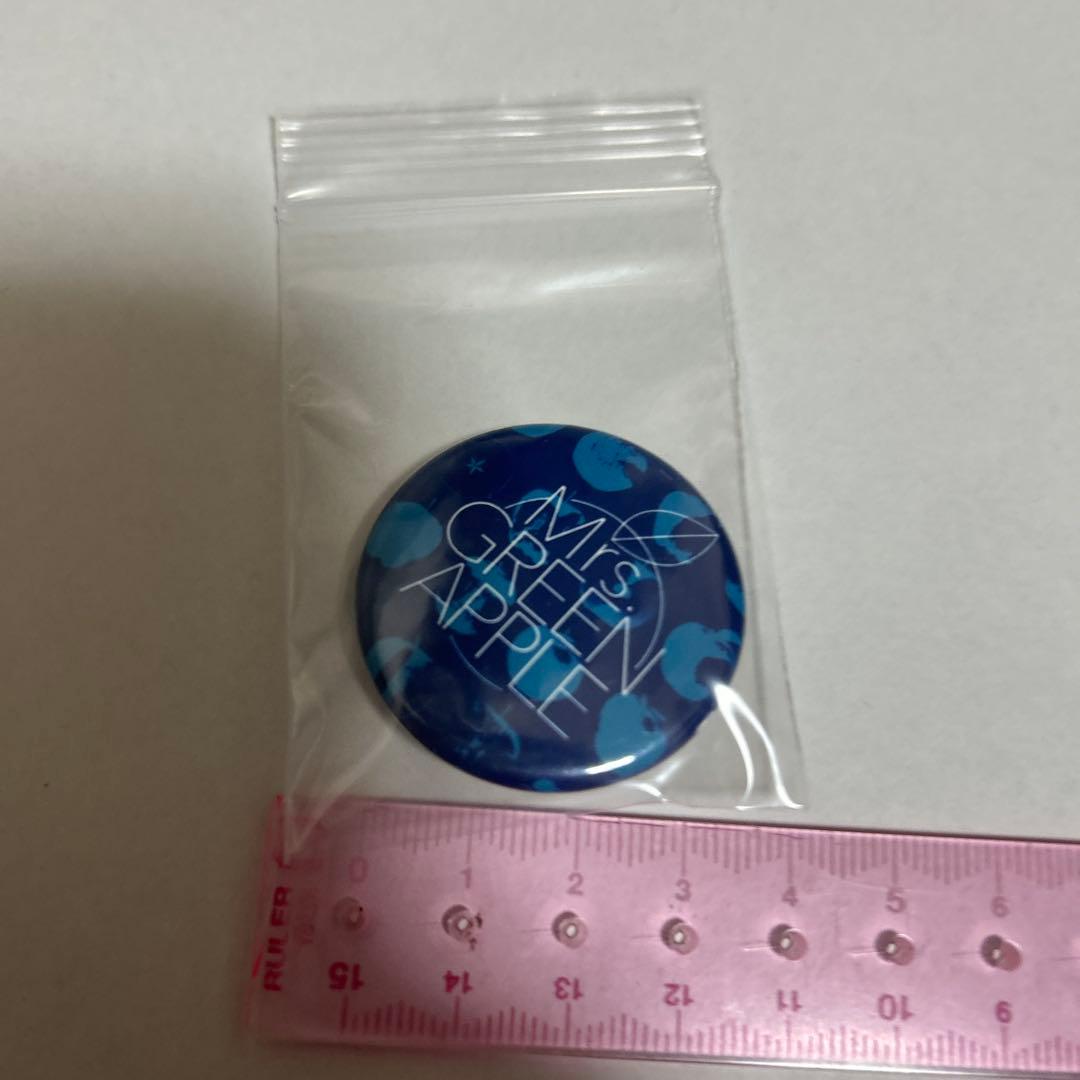 Mrs.
GREEN
APPLE
0 1 2 3 4 5 6
RULER
15 14 13 12 11 10 9